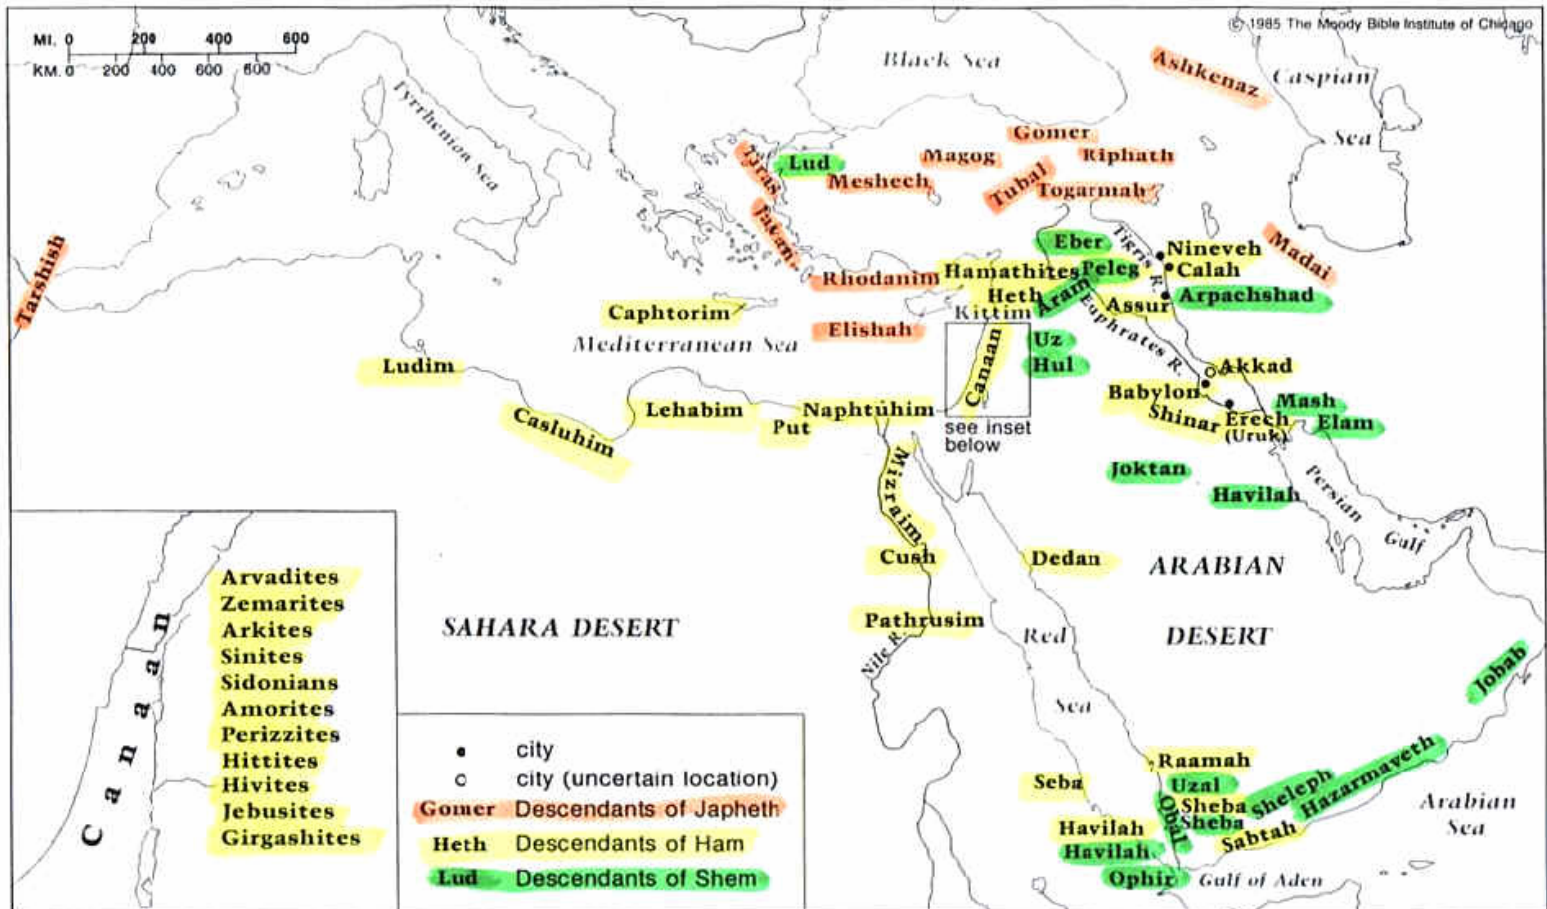 © 1985 The Moody Bible Institute of Chicago
MI. 0 200 400 600
KM. 0 200 400 600 600
Black Sea
Ashkenaz
Caspian
Sea
Tyrrhenian Sea
Gomer
Tiras
Lud
Magog
Riphath
Meshech
Tubal
Togarmah
Javan
Tarshish
Eber
Tigris R.
Nineveh
Madai
Rhodanim
Hamathites
Peleg
Calah
Heth
Aram
Assur
Arpachshad
Caphtorim
Kittim
Euphrates R.
Elishah
Mediterranean Sea
Canaan
Uz
Hul
Ludim
Akkad
Babylon
Mash
Casluhim
Lehabim
Naphtuhim
Put
Shinar
Erech
(Uruk)
Elam
see inset
below
Mizraim
Joktan
Havilah
Persian
Gulf
Cush
Dedan
ARABIAN
DESERT
Pathrusim
SAHARA DESERT
Nile R.
Red
Sea
Jobab
Canaan
Arvadites
Zemarites
Arkites
Sinites
Sidonians
Amorites
Perizzites
Hittites
Hivites
Jebusites
Girgashites
city
city (uncertain location)
Gomer Descendants of Japheth
Heth Descendants of Ham
Lud Descendants of Shem
Raamah
Seba
Uzal
Sheba
Sheba
Obal
Sheleph
Hazarmaveth
Sabtah
Havilah
Havilah
Ophir
Arabian
Sea
Gulf of Aden